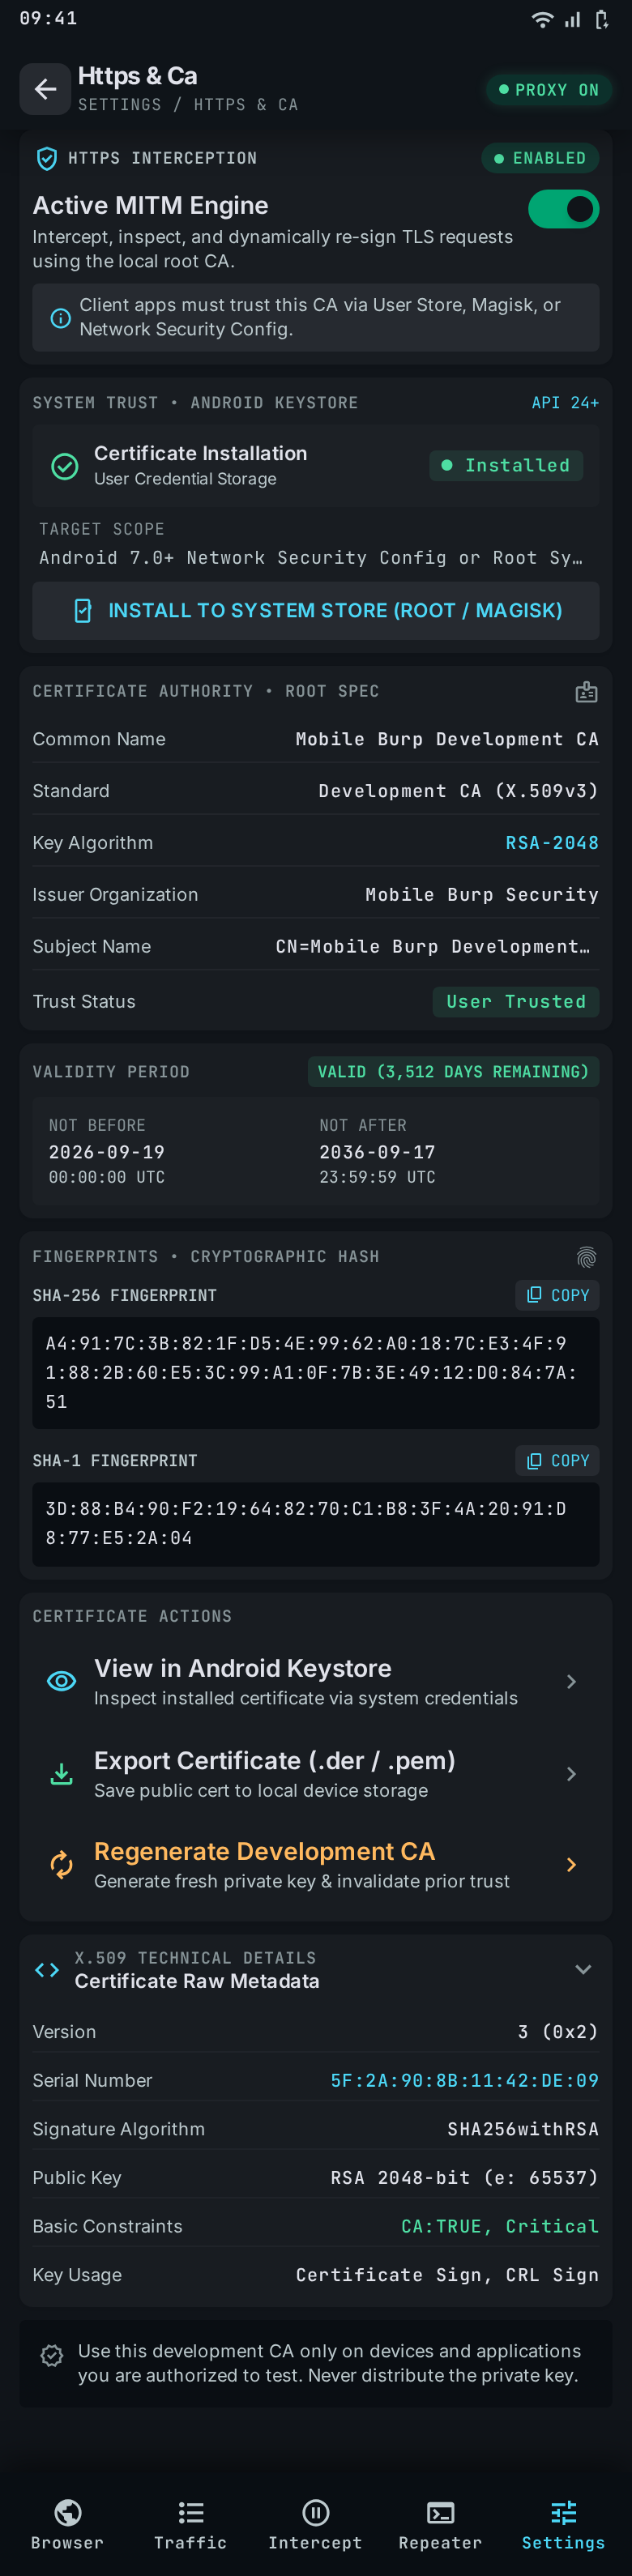 09:41
Https & Ca
SETTINGS / HTTPS & CA
PROXY ON
HTTPS INTERCEPTION
ENABLED
Active MITM Engine
Intercept, inspect, and dynamically re-sign TLS requests
using the local root CA.
Client apps must trust this CA via User Store, Magisk, or
Network Security Config.
SYSTEM TRUST • ANDROID KEYSTORE
API 24+
Certificate Installation
User Credential Storage
Installed
TARGET SCOPE
Android 7.0+ Network Security Config or Root Sy…
INSTALL TO SYSTEM STORE (ROOT / MAGISK)
CERTIFICATE AUTHORITY • ROOT SPEC
Common Name
Mobile Burp Development CA
Standard
Development CA (X.509v3)
Key Algorithm
RSA-2048
Issuer Organization
Mobile Burp Security
Subject Name
CN=Mobile Burp Development…
Trust Status
User Trusted
VALIDITY PERIOD
VALID (3,512 DAYS REMAINING)
NOT BEFORE
2026-09-19
00:00:00 UTC
NOT AFTER
2036-09-17
23:59:59 UTC
FINGERPRINTS • CRYPTOGRAPHIC HASH
SHA-256 FINGERPRINT
COPY
A4:91:7C:3B:82:1F:D5:4E:99:62:A0:18:7C:E3:4F:9
1:88:2B:60:E5:3C:99:A1:0F:7B:3E:49:12:D0:84:7A:
51
SHA-1 FINGERPRINT
COPY
3D:88:B4:90:F2:19:64:82:70:C1:B8:3F:4A:20:91:D
8:77:E5:2A:04
CERTIFICATE ACTIONS
View in Android Keystore
Inspect installed certificate via system credentials
Export Certificate (.der / .pem)
Save public cert to local device storage
Regenerate Development CA
Generate fresh private key & invalidate prior trust
X.509 TECHNICAL DETAILS
Certificate Raw Metadata
Version
3 (0x2)
Serial Number
5F:2A:90:8B:11:42:DE:09
Signature Algorithm
SHA256withRSA
Public Key
RSA 2048-bit (e: 65537)
Basic Constraints
CA:TRUE, Critical
Key Usage
Certificate Sign, CRL Sign
Use this development CA only on devices and applications
you are authorized to test. Never distribute the private key.
Browser
Traffic
Intercept
Repeater
Settings